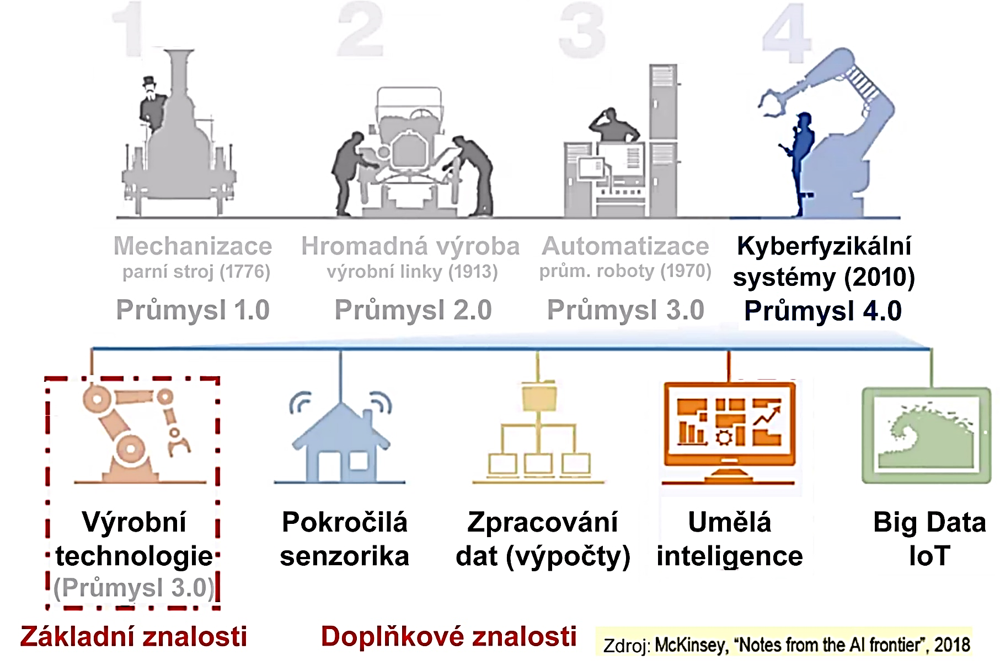 1 2 3 4
Mechanizace
parní stroj (1776)
Průmysl 1.0
Hromadná výroba
výrobní linky (1913)
Průmysl 2.0
Automatizace
prům. roboty (1970)
Průmysl 3.0
Kyberfyzikální
systémy (2010)
Průmysl 4.0
Výrobní
technologie
(Průmysl 3.0)
Pokročilá
senzorika
Zpracování
dat (výpočty)
Umělá
inteligence
Big Data
IoT
Základní znalosti
Doplňkové znalosti
Zdroj: McKinsey, “Notes from the AI frontier”, 2018